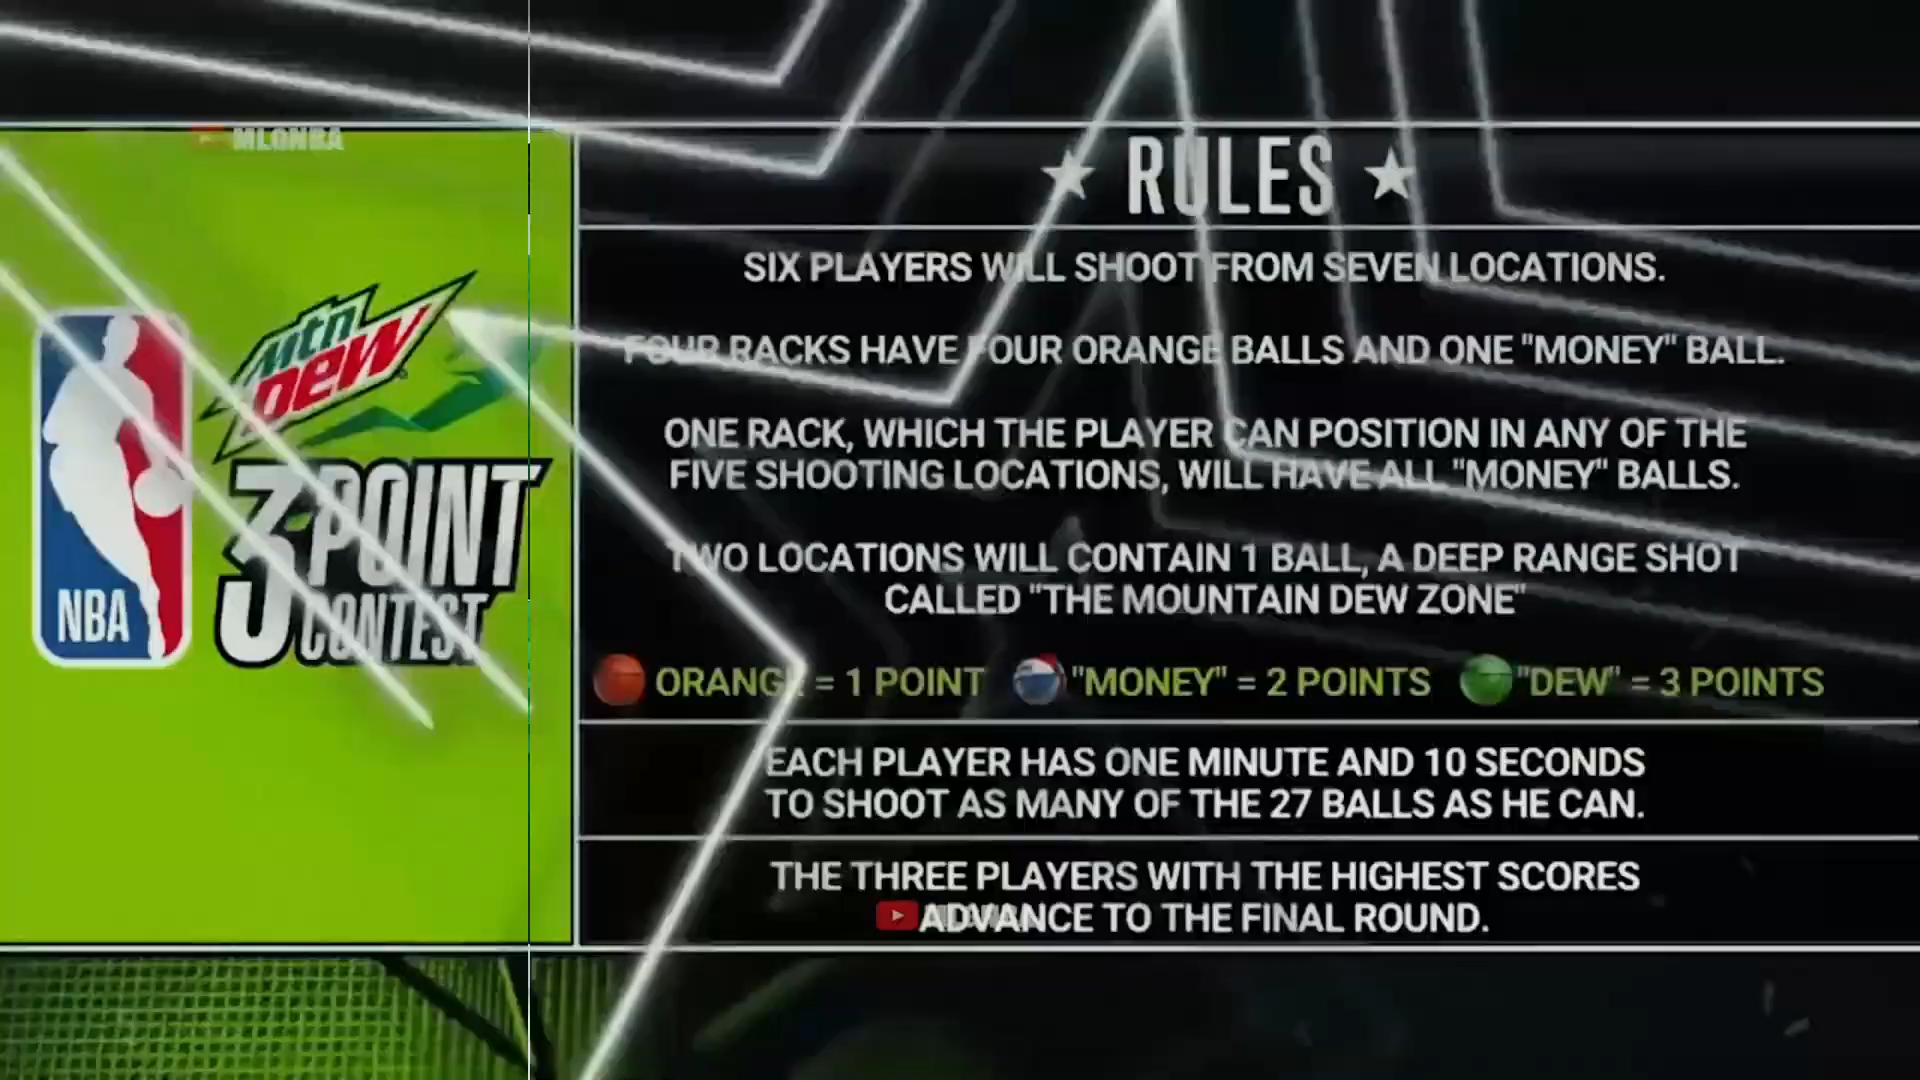 MLGNBA
RULES
SIX PLAYERS WILL SHOOT FROM SEVEN LOCATIONS.
FOUR RACKS HAVE FOUR ORANGE BALLS AND ONE "MONEY" BALL.
ONE RACK, WHICH THE PLAYER CAN POSITION IN ANY OF THE
FIVE SHOOTING LOCATIONS, WILL HAVE ALL "MONEY" BALLS.
TWO LOCATIONS WILL CONTAIN 1 BALL, A DEEP RANGE SHOT
CALLED "THE MOUNTAIN DEW ZONE"
ORANGE = 1 POINT "MONEY" = 2 POINTS "DEW" = 3 POINTS
EACH PLAYER HAS ONE MINUTE AND 10 SECONDS
TO SHOOT AS MANY OF THE 27 BALLS AS HE CAN.
THE THREE PLAYERS WITH THE HIGHEST SCORES
ADVANCE TO THE FINAL ROUND.
mtn
DEW
3 POINT
CONTEST
NBA